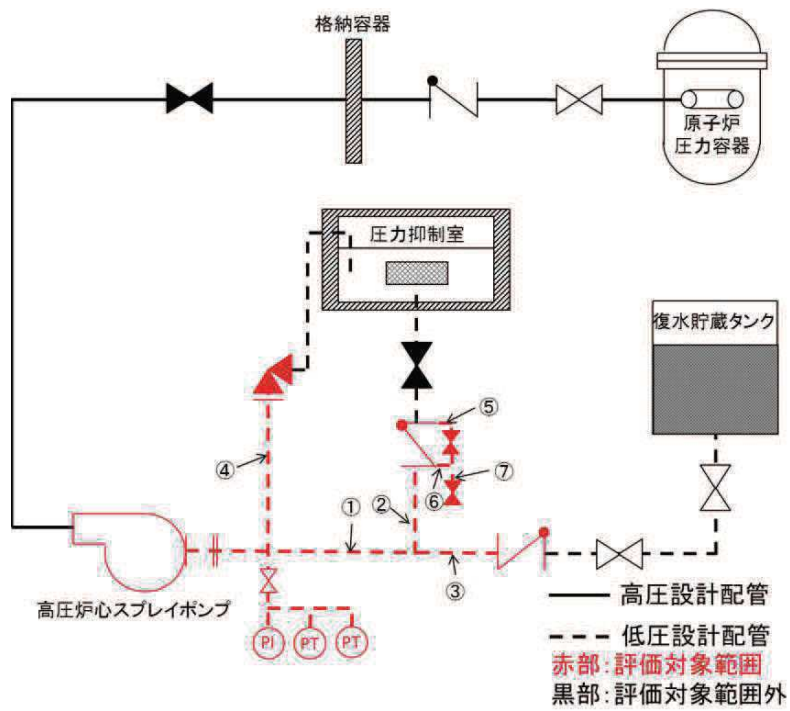 格納容器
原子炉
圧力容器
圧力抑制室
復水貯蔵タンク
⑤
④
⑦
⑥
②
①
③
高圧炉心スプレイポンプ
PI
PT
PT
高圧設計配管
低圧設計配管
赤部:評価対象範囲
黒部:評価対象範囲外